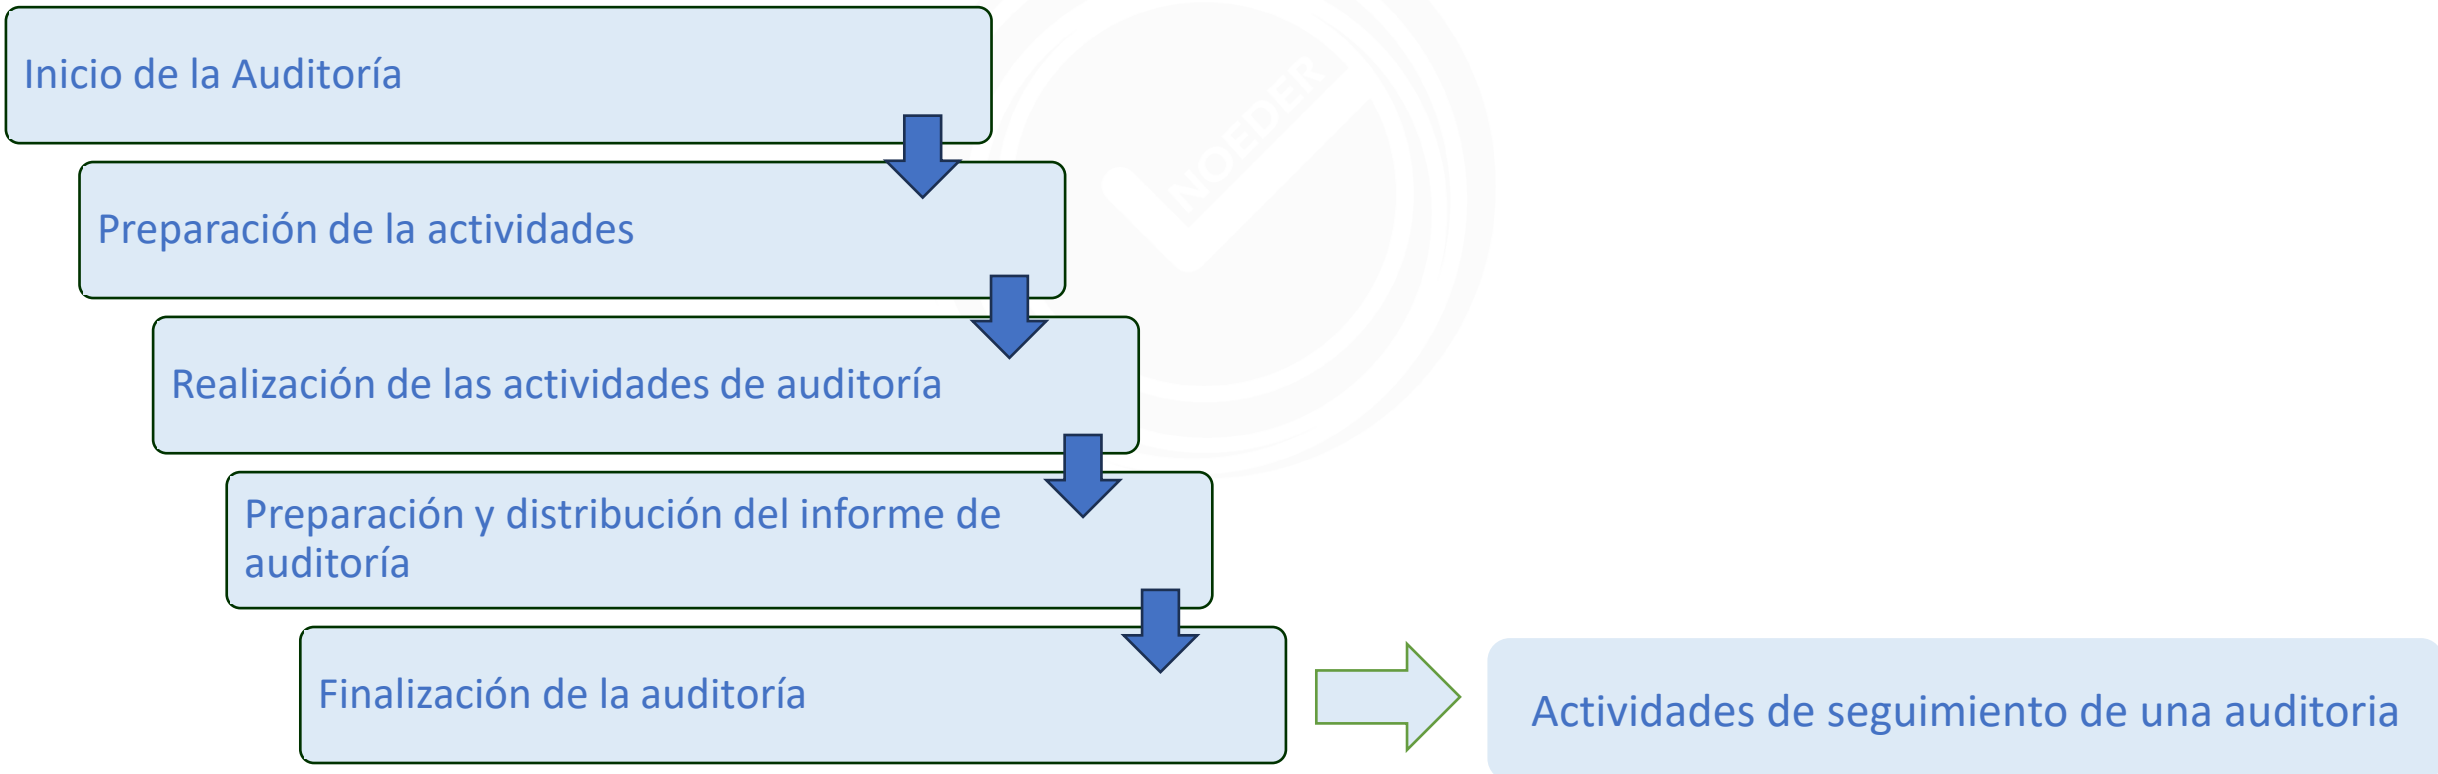 Inicio de la Auditoría
NOEDER
Preparación de la actividades
Realización de las actividades de auditoría
Preparación y distribución del informe de
auditoría
Finalización de la auditoría
Actividades de seguimiento de una auditoria